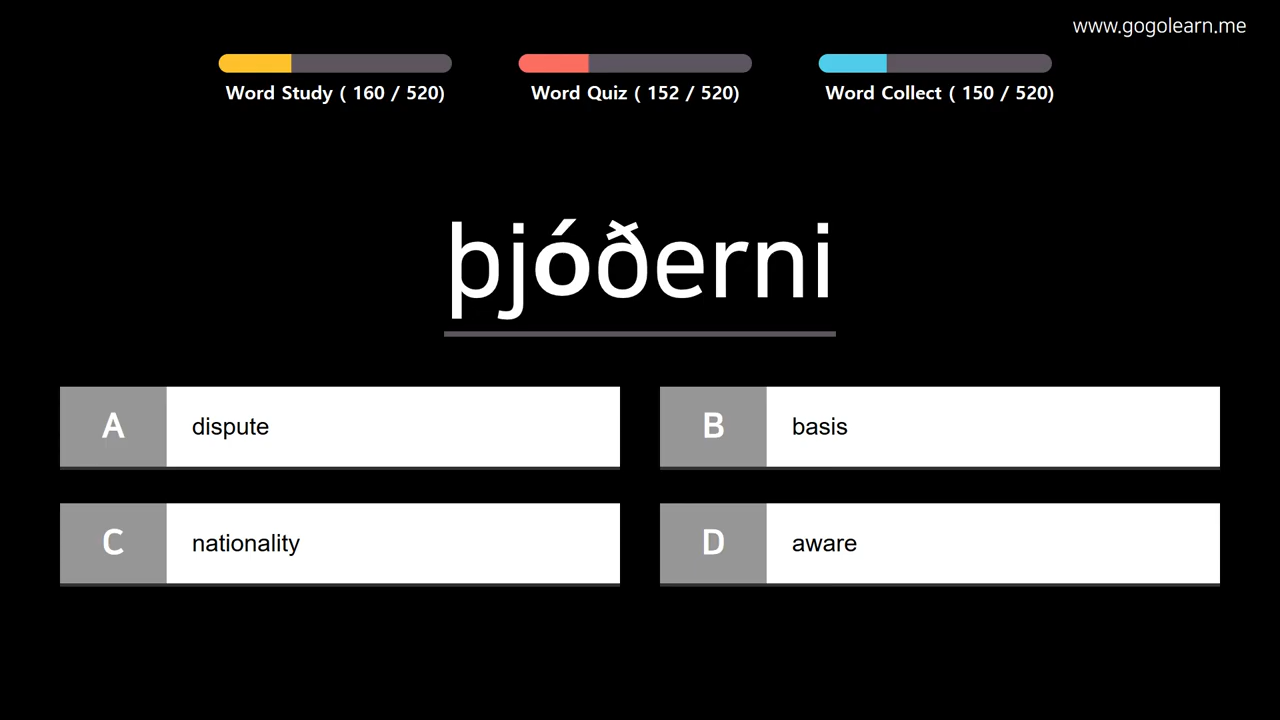 www.gogolearn.me
Word Study ( 160 / 520)
Word Quiz ( 152 / 520)
Word Collect ( 150 / 520)
þjóðerni
A dispute
B basis
C nationality
D aware